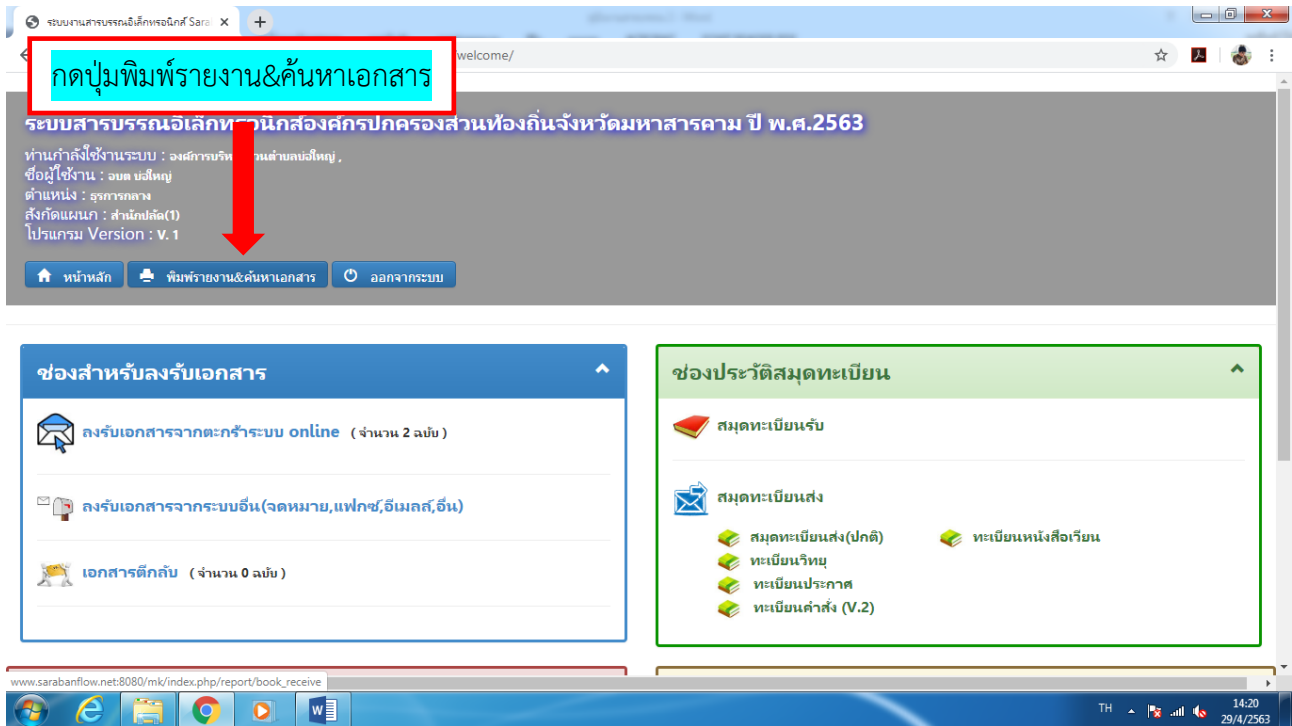 ระบบงานสารบรรณอิเล็กทรอนิกส์ Sara
กดปุ่มพิมพ์รายงาน&ค้นหาเอกสาร
welcome/
ระบบสารบรรณอิเล็กทรอนิกส์องค์กรปกครองส่วนท้องถิ่นจังหวัดมหาสารคาม ปี พ.ศ.2563
ท่านกำลังใช้งานระบบ : องค์การบริหารส่วนตำบลบ่อใหญ่ ,
ชื่อผู้ใช้งาน : อบต บ่อใหญ่
ตำแหน่ง : ธุรการกลาง
สังกัดแผนก : สำนักปลัด(1)
โปรแกรม Version : V. 1
หน้าหลัก
พิมพ์รายงาน&ค้นหาเอกสาร
ออกจากระบบ
ช่องสำหรับลงรับเอกสาร
ลงรับเอกสารจากตะกร้าระบบ online ( จำนวน 2 ฉบับ )
ลงรับเอกสารจากระบบอื่น(จดหมาย,แฟกซ์,อีเมลล์,อื่น)
เอกสารตีกลับ ( จำนวน 0 ฉบับ )
ช่องประวัติสมุดทะเบียน
สมุดทะเบียนรับ
สมุดทะเบียนส่ง
สมุดทะเบียนส่ง(ปกติ)
ทะเบียนหนังสือเวียน
ทะเบียนวิทยุ
ทะเบียนประกาศ
ทะเบียนคำสั่ง (V.2)
www.sarabanflow.net:8080/mk/index.php/report/book_receive
TH
14:20
29/4/2563